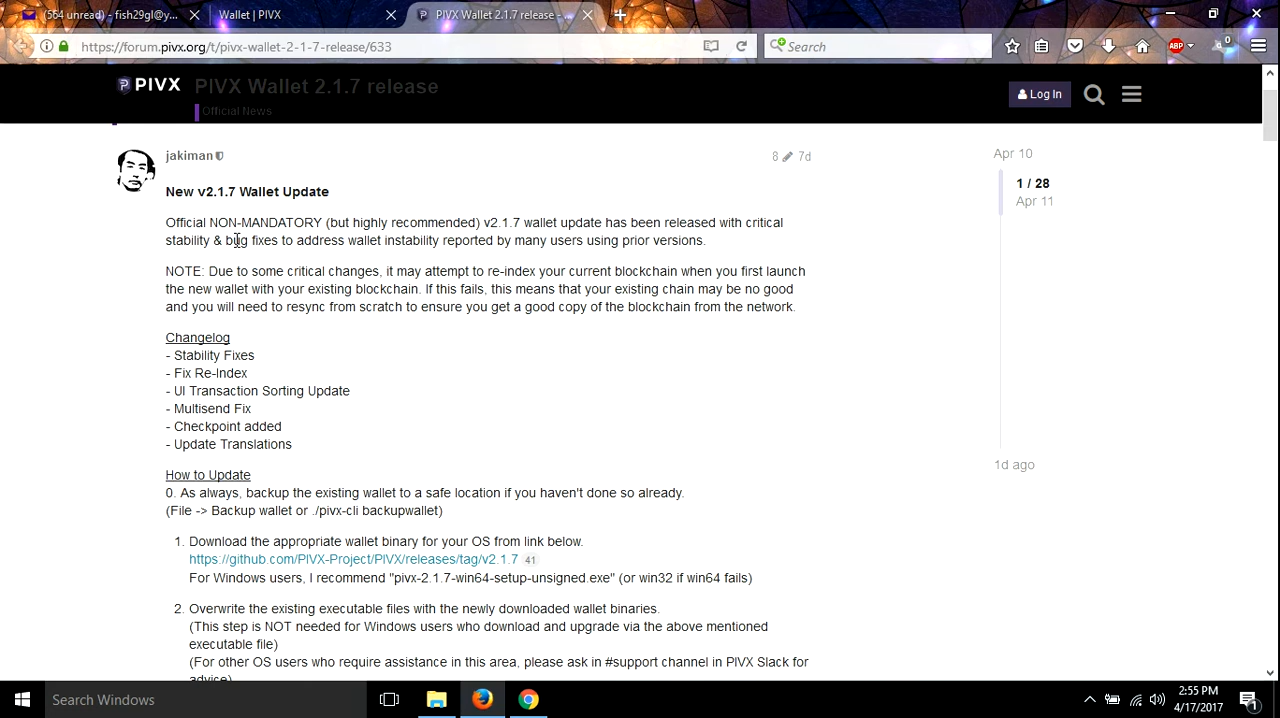 (564 unread) - fish29gl@y...
Wallet | PIVX
PIVX Wallet 2.1.7 release - ...
https://forum.pivx.org/t/pivx-wallet-2-1-7-release/633
Search
ABP
0
PIVX
PIVX Wallet 2.1.7 release
Official News
Log In
jakiman
8
7d
New v2.1.7 Wallet Update
Official NON-MANDATORY (but highly recommended) v2.1.7 wallet update has been released with critical
stability & bug fixes to address wallet instability reported by many users using prior versions.
NOTE: Due to some critical changes, it may attempt to re-index your current blockchain when you first launch
the new wallet with your existing blockchain. If this fails, this means that your existing chain may be no good
and you will need to resync from scratch to ensure you get a good copy of the blockchain from the network.
Changelog
- Stability Fixes
- Fix Re-Index
- UI Transaction Sorting Update
- Multisend Fix
- Checkpoint added
- Update Translations
How to Update
0. As always, backup the existing wallet to a safe location if you haven't done so already.
(File -> Backup wallet or ./pivx-cli backupwallet)
1. Download the appropriate wallet binary for your OS from link below.
https://github.com/PIVX-Project/PIVX/releases/tag/v2.1.7 41
For Windows users, I recommend "pivx-2.1.7-win64-setup-unsigned.exe" (or win32 if win64 fails)
2. Overwrite the existing executable files with the newly downloaded wallet binaries.
(This step is NOT needed for Windows users who download and upgrade via the above mentioned
executable file)
(For other OS users who require assistance in this area, please ask in #support channel in PIVX Slack for
advice)
Apr 10
1 / 28
Apr 11
1d ago
Search Windows
2:55 PM
4/17/2017
1